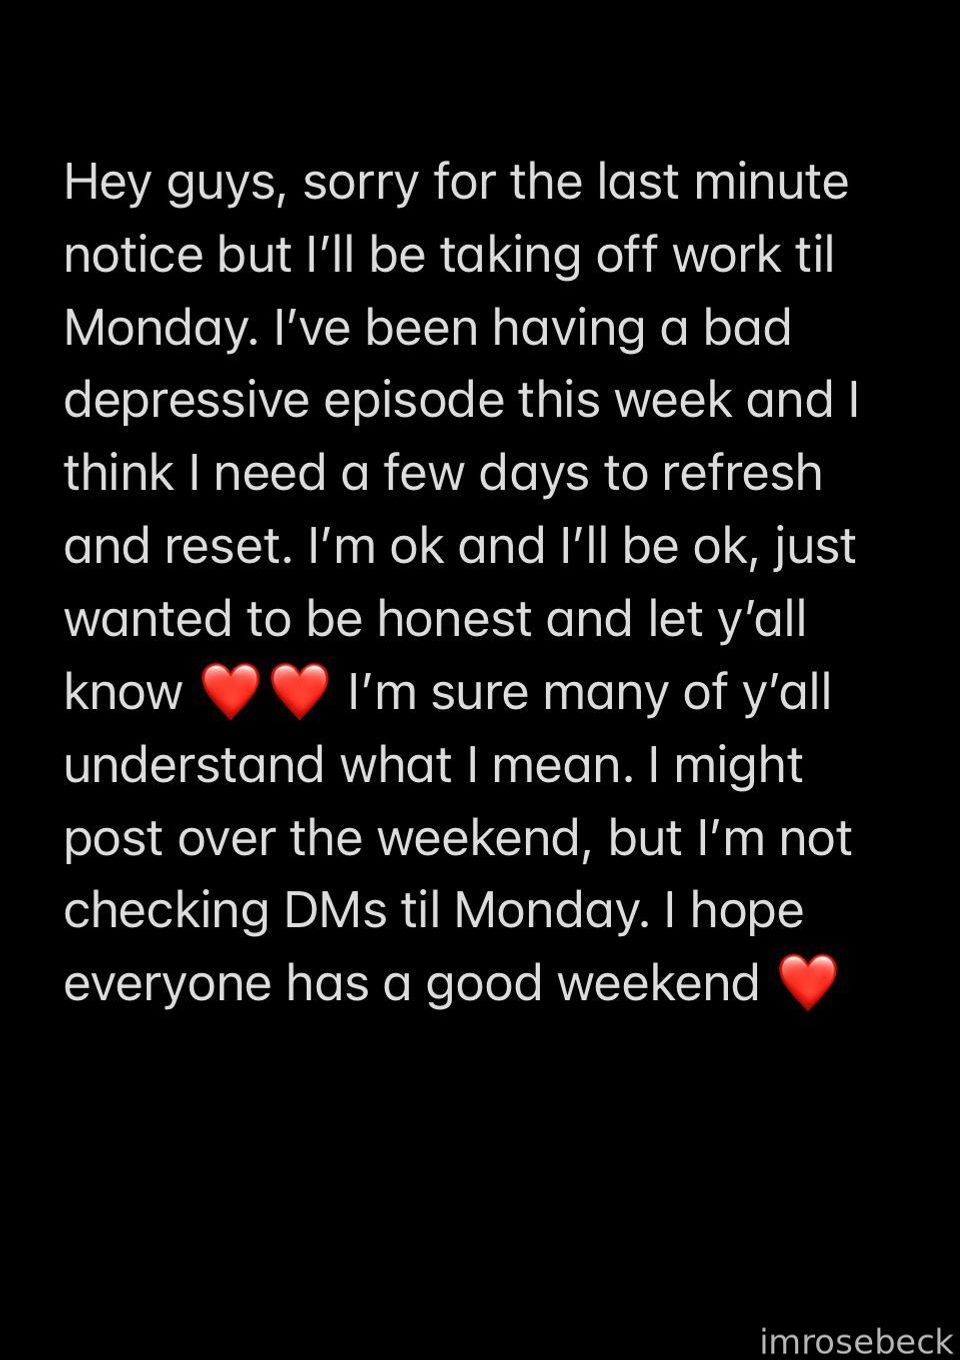 Hey guys, sorry for the last minute
notice but I’ll be taking off work til
Monday. I’ve been having a bad
depressive episode this week and I
think I need a few days to refresh
and reset. I’m ok and I’ll be ok, just
wanted to be honest and let y’all
know ❤️❤️ I’m sure many of y’all
understand what I mean. I might
post over the weekend, but I’m not
checking DMs til Monday. I hope
everyone has a good weekend ❤️
imrosebeck